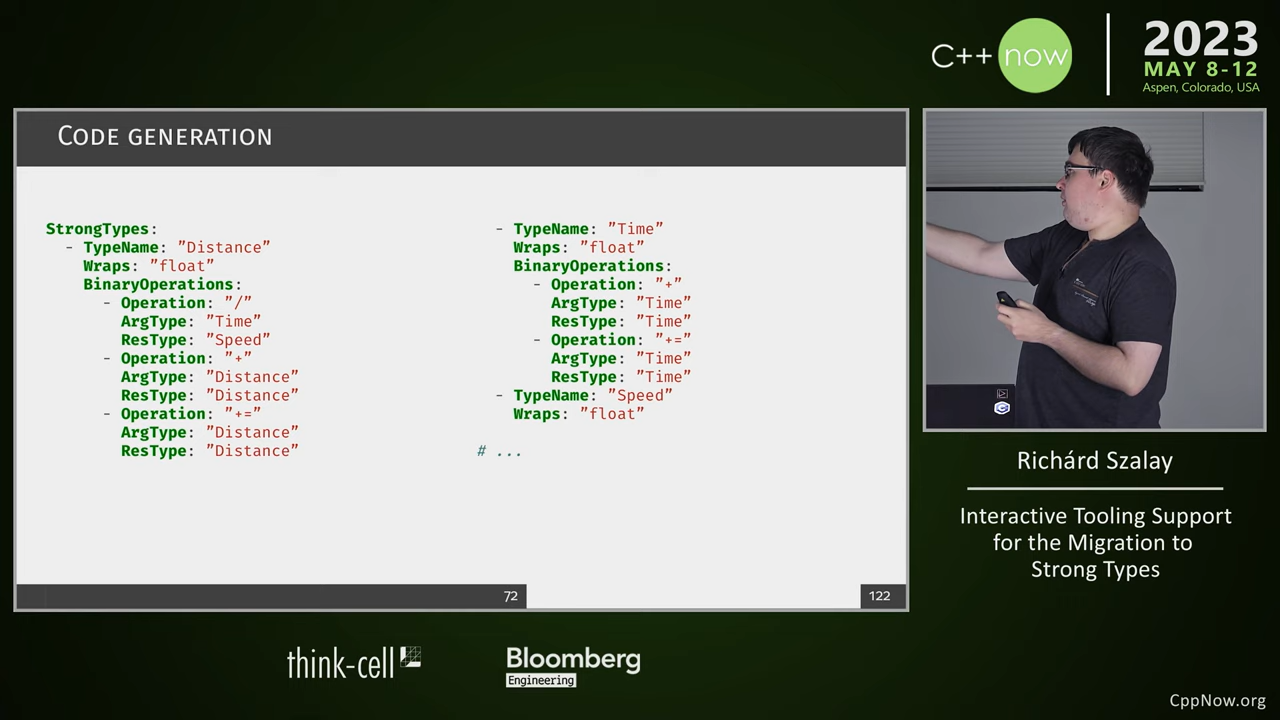 C++ now
2023
MAY 8-12
Aspen, Colorado, USA
CODE GENERATION
StrongTypes:
- TypeName: ”Distance”
Wraps: ”float”
BinaryOperations:
- Operation: ”/”
ArgType: ”Time”
ResType: ”Speed”
- Operation: ”+”
ArgType: ”Distance”
ResType: ”Distance”
- Operation: ”+=”
ArgType: ”Distance”
ResType: ”Distance”
- TypeName: ”Time”
Wraps: ”float”
BinaryOperations:
- Operation: ”+”
ArgType: ”Time”
ResType: ”Time”
- Operation: ”+=”
ArgType: ”Time”
ResType: ”Time”
- TypeName: ”Speed”
Wraps: ”float”
# ...
72
122
Richárd Szalay
Interactive Tooling Support
for the Migration to
Strong Types
think-cell
Bloomberg
Engineering
CppNow.org